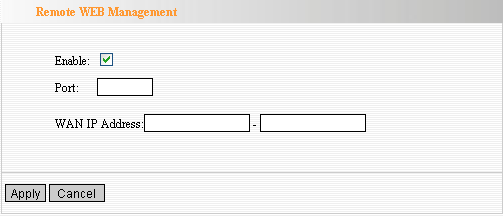 Remote WEB Management
Enable:
Port:
WAN IP Address: -
Apply Cancel